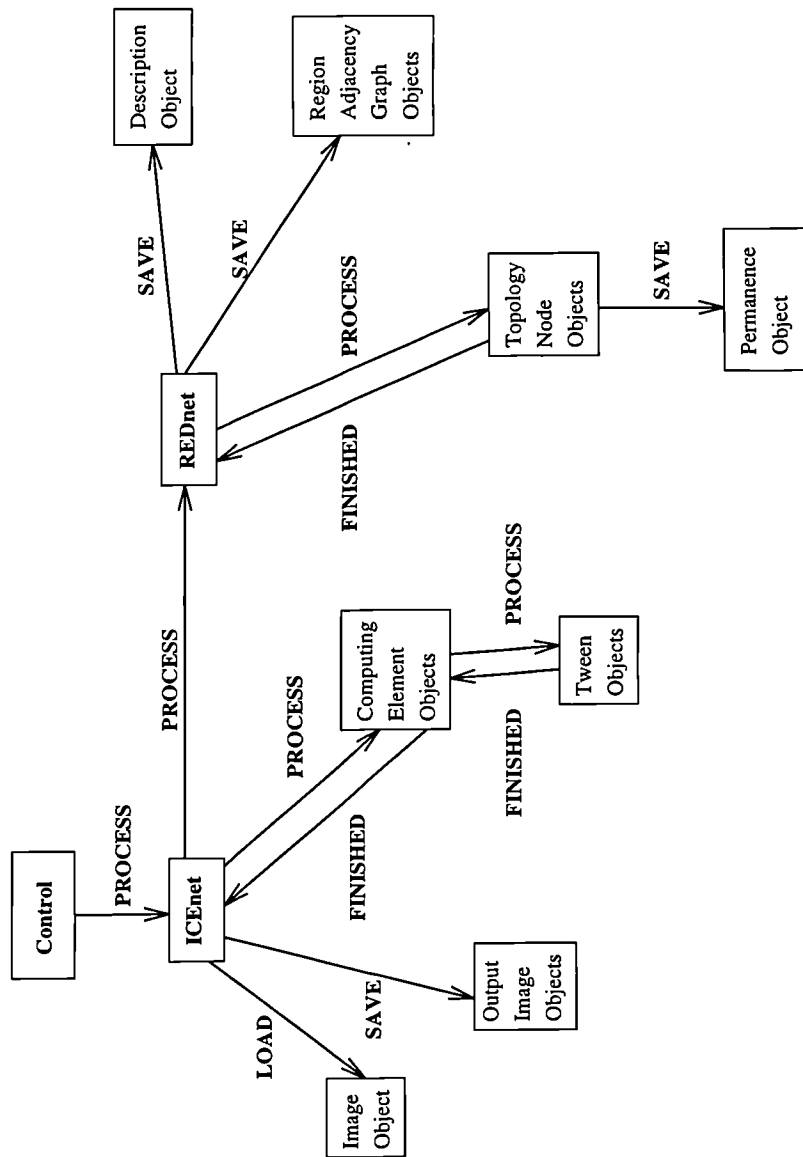 Control
PROCESS
ICEnet
PROCESS
REDnet
SAVE
Description
Object
SAVE
Region
Adjacency
Graph
Objects
LOAD
Image
Object
SAVE
Output
Image
Objects
FINISHED
PROCESS
Computing
Element
Objects
FINISHED
PROCESS
Tween
Objects
FINISHED
PROCESS
Topology
Node
Objects
SAVE
Permanence
Object